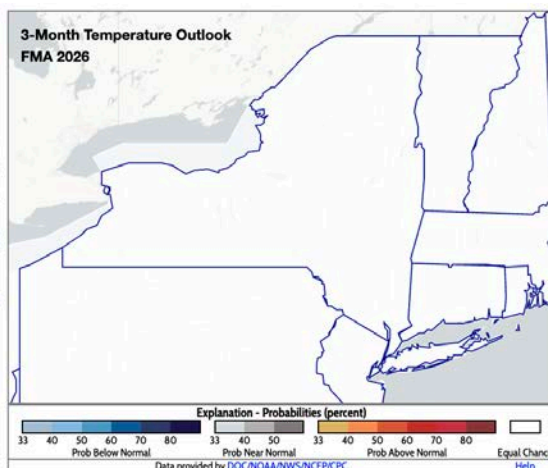 3-Month Temperature Outlook
FMA 2026
Explanation - Probabilities (percent)
33 40 50 60 70 80 33 40 50 33 40 50 60 70 80
Prob Below Normal Prob Near Normal Prob Above Normal Equal Chanc
Data provided by DOC/NOAA/NWS/NCEP/CPC Help